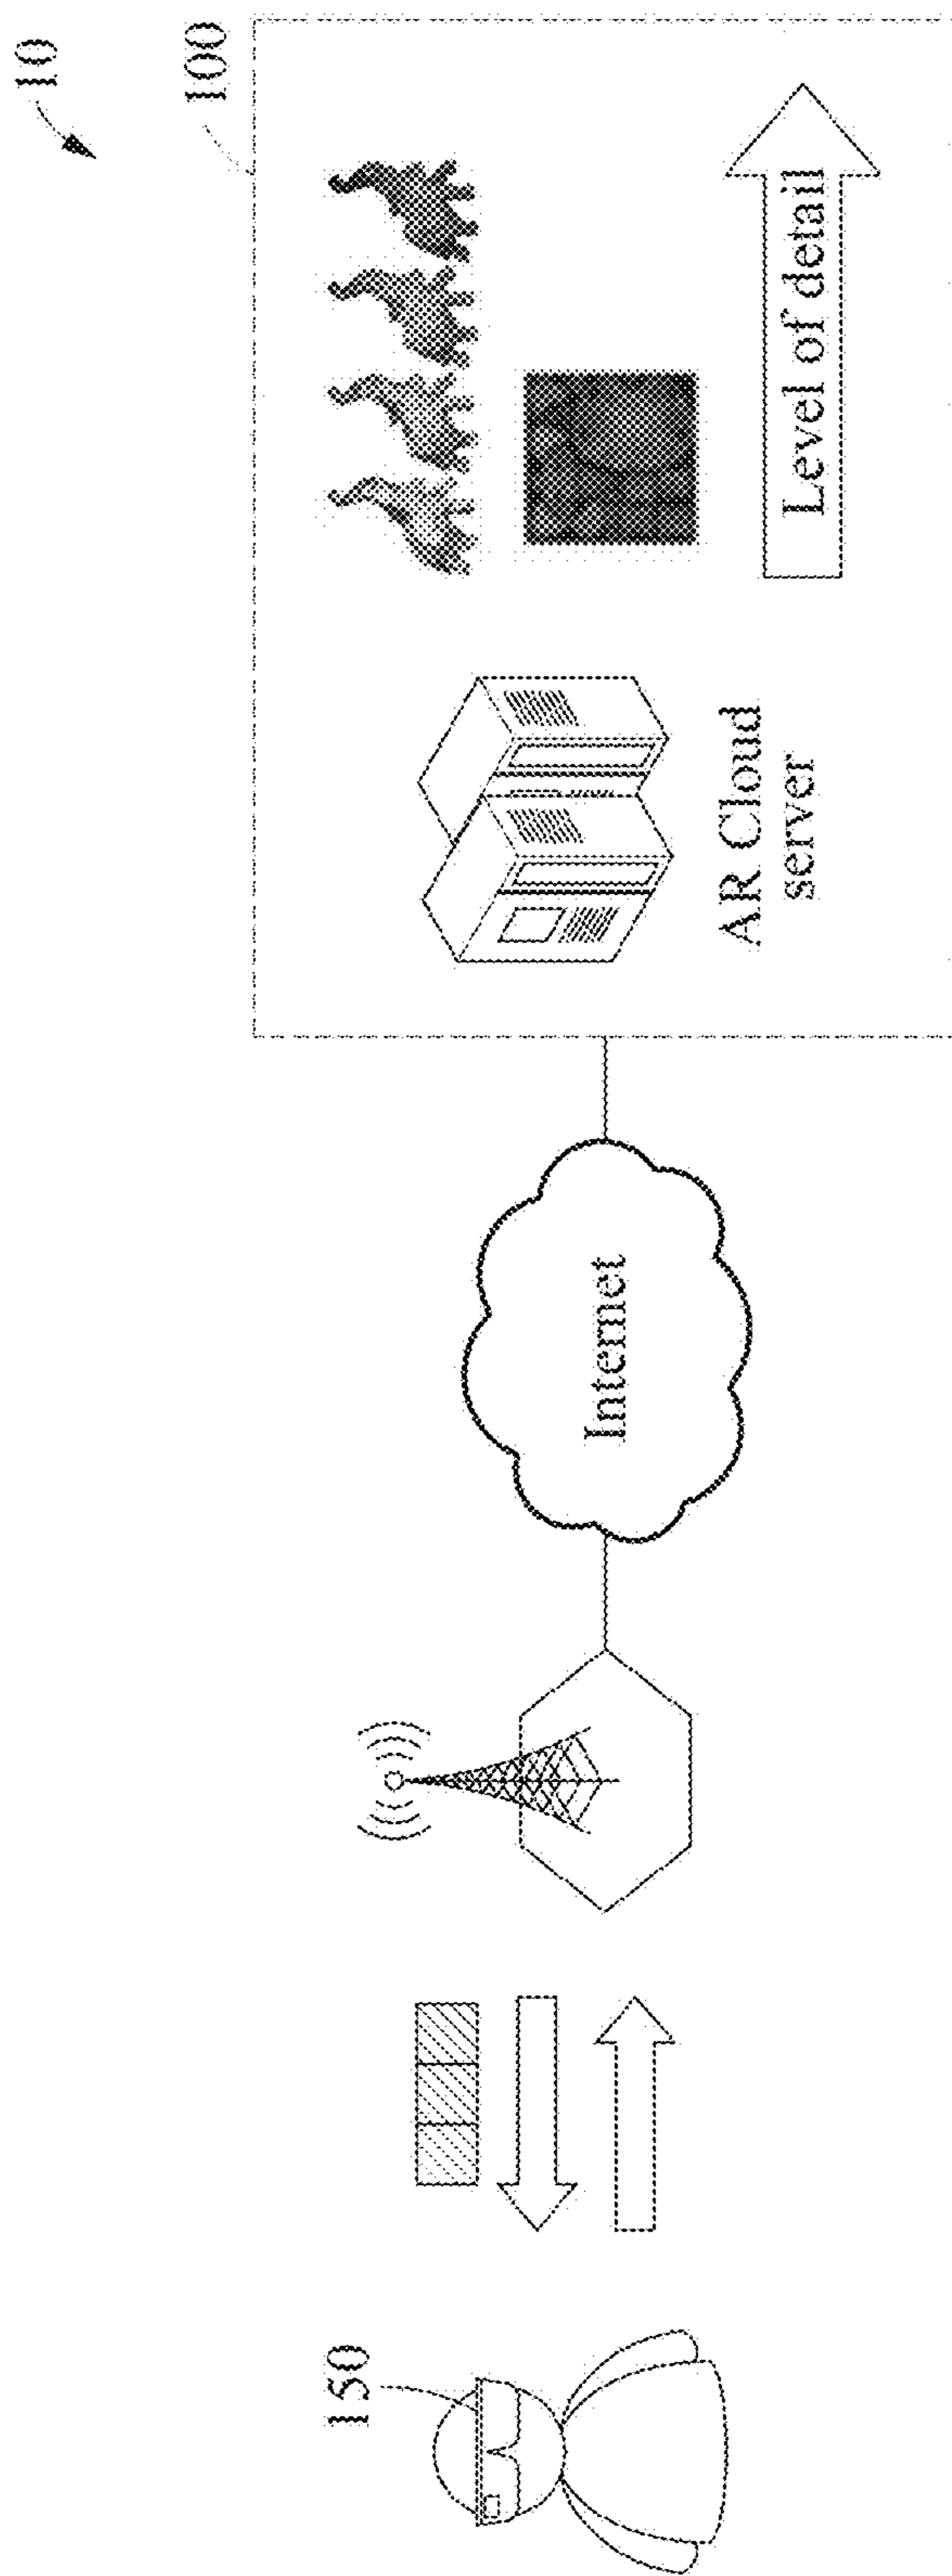 10
100
150
Internet
AR Cloud
server
Level of detail